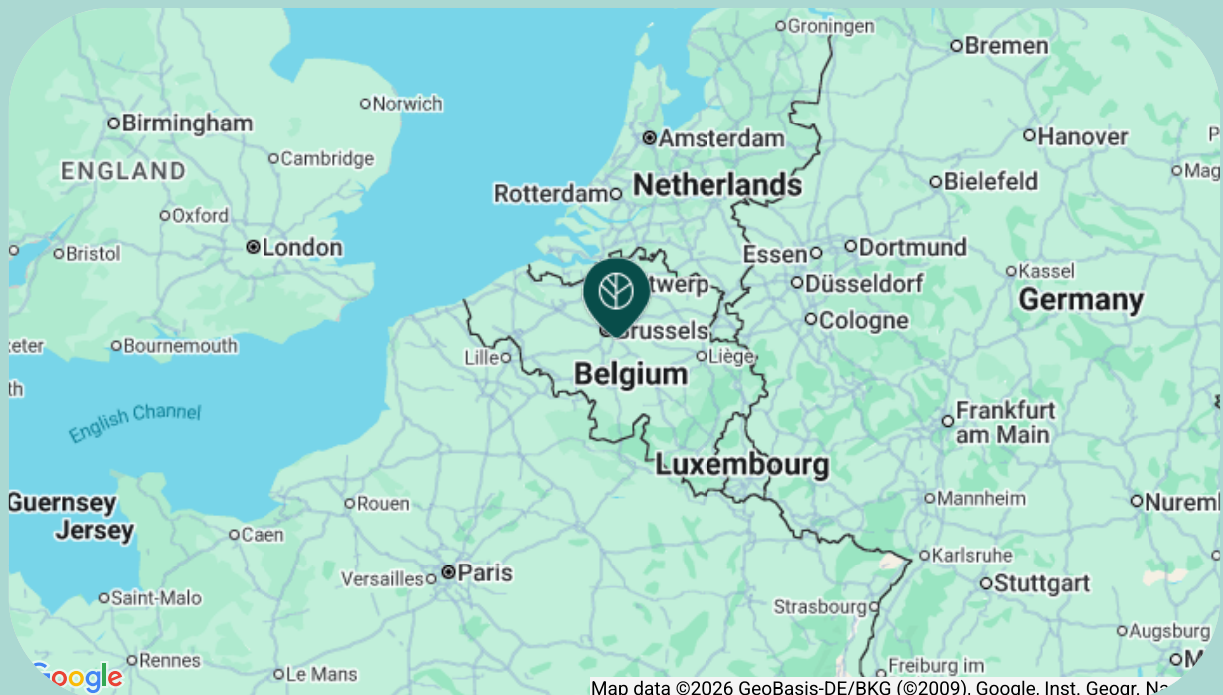 Groningen
Bremen
Norwich
Birmingham
Amsterdam
Hanover
Cambridge
ENGLAND
Netherlands
Bielefeld
Rotterdam
Oxford
London
Bristol
Essen
Dortmund
Kassel
Düsseldorf
Germany
Cologne
Brussels
Bournemouth
Lille
Liège
Belgium
English Channel
Frankfurt
am Main
Luxembourg
Guernsey
Jersey
Rouen
Mannheim
Caen
Karlsruhe
Versailles
Paris
Stuttgart
Saint-Malo
Strasbourg
Augsburg
Rennes
Le Mans
Freiburg im
Google
Map data ©2026 GeoBasis-DE/BKG (©2009), Google, Inst. Geogr. Na